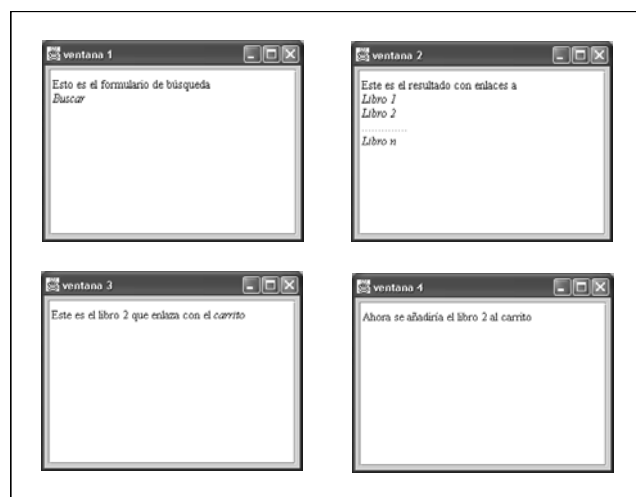 ventana 1
Esto es el formulario de búsqueda
Buscar
ventana 2
Este es el resultado con enlaces a
Libro 1
Libro 2
.............
Libro n
ventana 3
Este es el libro 2 que enlaza con el carrito
ventana 4
Ahora se añadiría el libro 2 al carrito